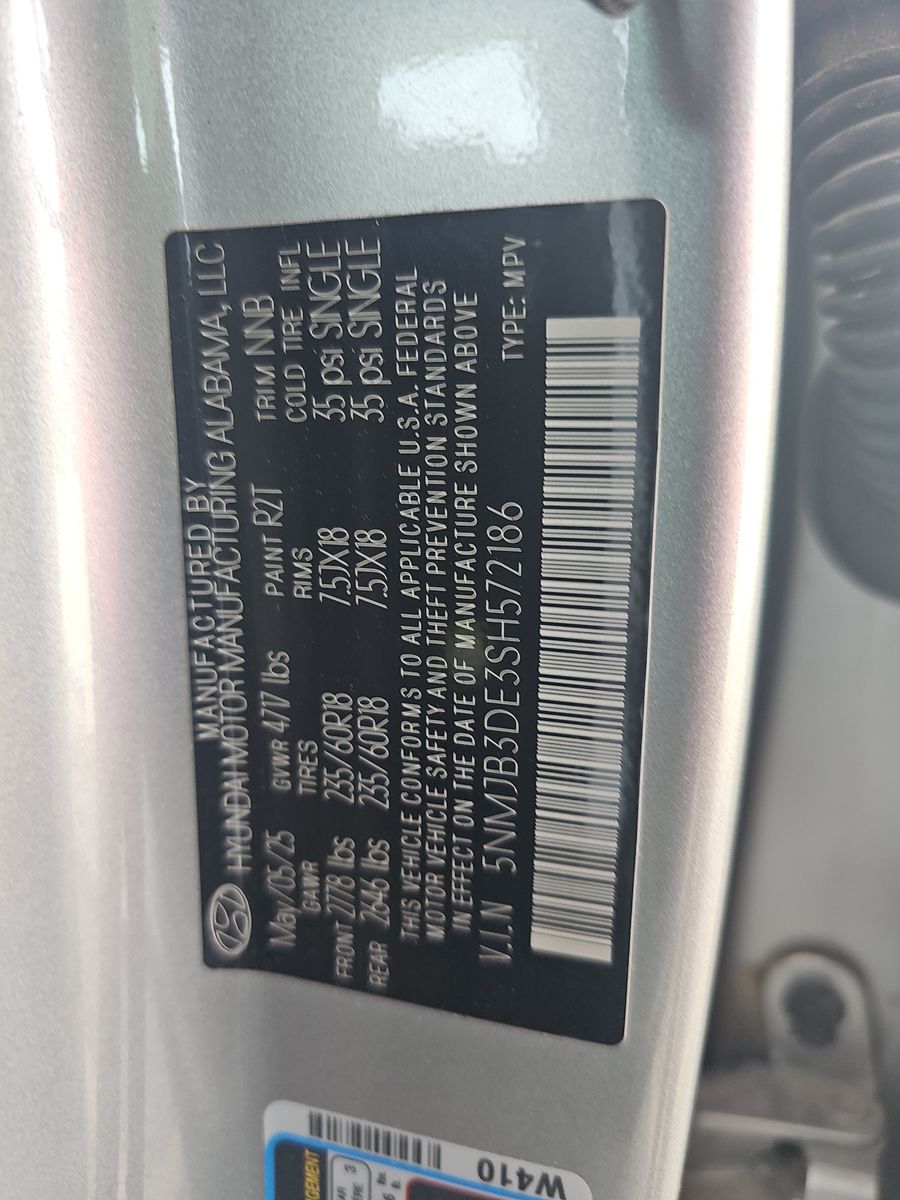 MANUFACTURED BY
HYUNDAI MOTOR MANUFACTURING ALABAMA, LLC
May/05/25 GVWR 4717 lbs PAINT R2T TRIM NNB
GAWR TIRES RIMS COLD TIRE INFL
FRONT 2778 lbs 235/60R18 7.5JX18 35 psi SINGLE
REAR 2646 lbs 235/60R18 7.5JX18 35 psi SINGLE
THIS VEHICLE CONFORMS TO ALL APPLICABLE U.S.A. FEDERAL
MOTOR VEHICLE SAFETY AND THEFT PREVENTION STANDARDS
IN EFFECT ON THE DATE OF MANUFACTURE SHOWN ABOVE
V.I.N 5NMJB3DE3SH572186 TYPE: MPV
W410